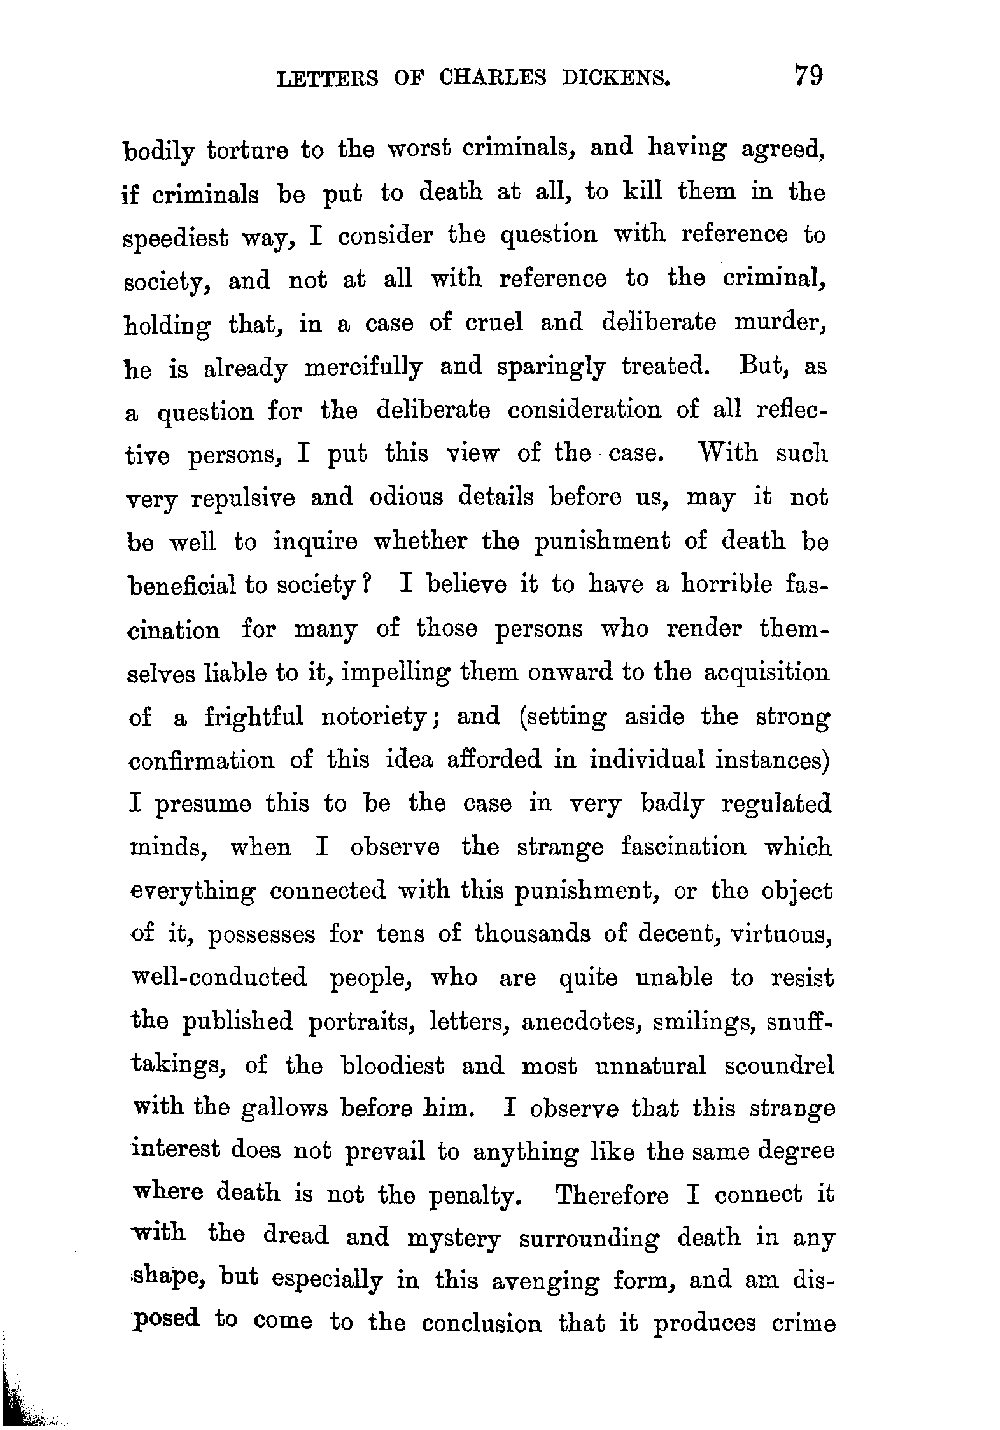 LETTERS OF CHARLES DICKENS. 79
bodily torture to the worst criminals, and having agreed,
if criminals be put to death at all, to kill them in the
speediest way, I consider the question with reference to
society, and not at all with reference to the criminal,
holding that, in a case of cruel and deliberate murder,
he is already mercifully and sparingly treated. But, as
a question for the deliberate consideration of all reflec-
tive persons, I put this view of the case. With such
very repulsive and odious details before us, may it not
be well to inquire whether the punishment of death be
beneficial to society? I believe it to have a horrible fas-
cination for many of those persons who render them-
selves liable to it, impelling them onward to the acquisition
of a frightful notoriety; and (setting aside the strong
confirmation of this idea afforded in individual instances)
I presume this to be the case in very badly regulated
minds, when I observe the strange fascination which
everything connected with this punishment, or the object
of it, possesses for tens of thousands of decent, virtuous,
well-conducted people, who are quite unable to resist
the published portraits, letters, anecdotes, smilings, snuff-
takings, of the bloodiest and most unnatural scoundrel
with the gallows before him. I observe that this strange
interest does not prevail to anything like the same degree
where death is not the penalty. Therefore I connect it
with the dread and mystery surrounding death in any
shape, but especially in this avenging form, and am dis-
posed to come to the conclusion that it produces crime